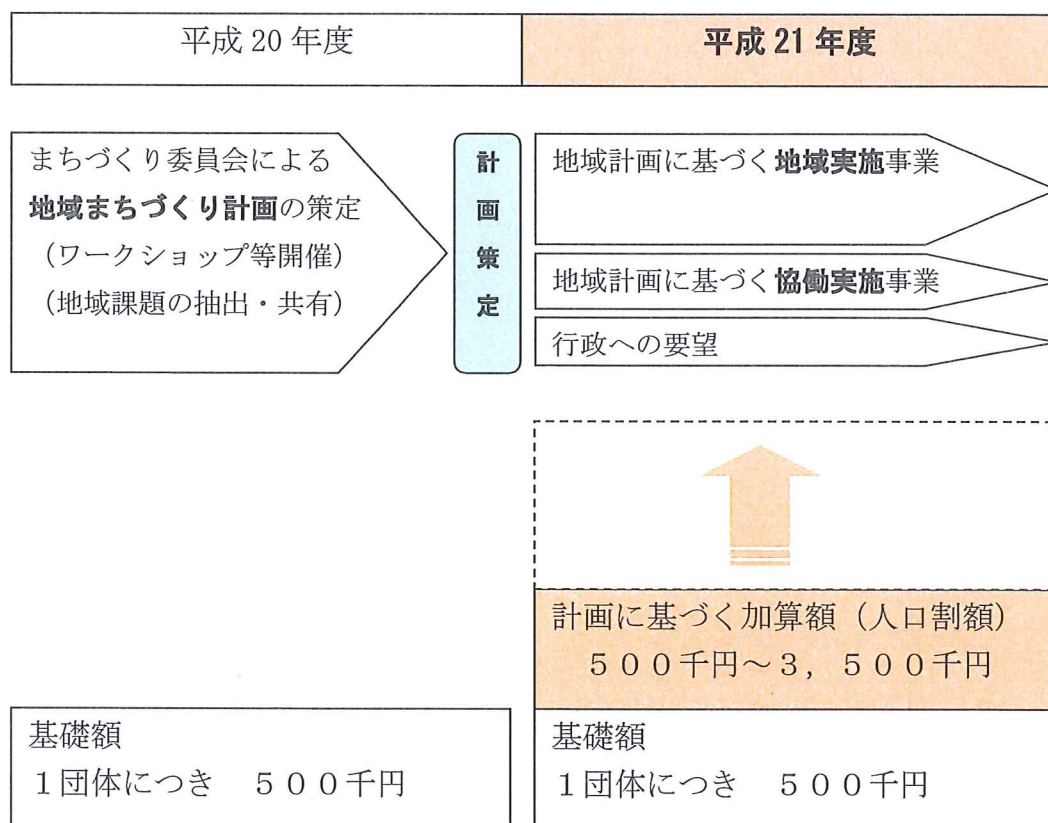 平成20年度
平成21年度
まちづくり委員会による
地域まちづくり計画の策定
（ワークショップ等開催）
（地域課題の抽出・共有）
計画策定
地域計画に基づく地域実施事業
地域計画に基づく協働実施事業
行政への要望
計画に基づく加算額（人口割額）
５００千円～３，５００千円
基礎額
１団体につき　５００千円
基礎額
１団体につき　５００千円